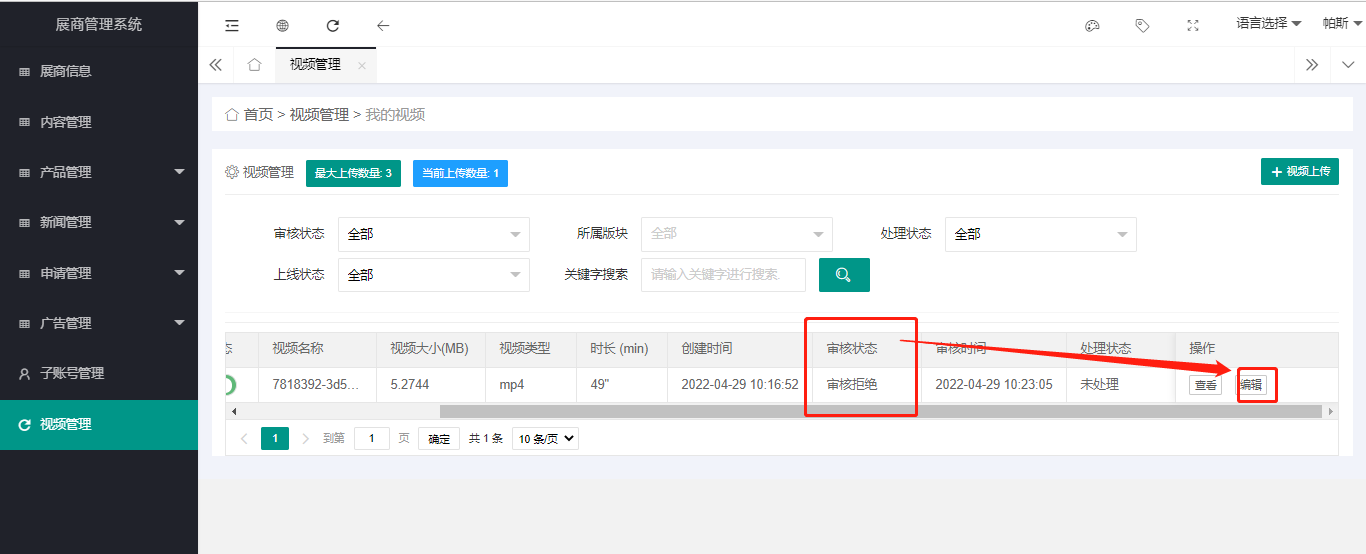 展商管理系统
语言选择
帕斯
展商信息
内容管理
产品管理
新闻管理
申请管理
广告管理
子账号管理
视频管理
视频管理
首页 > 视频管理 > 我的视频
视频管理 最大上传数量: 3 当前上传数量: 1 + 视频上传
审核状态 全部 所属版块 全部 处理状态 全部
上线状态 全部 关键字搜索 请输入关键字进行搜索
视频名称 视频大小(MB) 视频类型 时长 (min) 创建时间 审核状态 审核时间 处理状态 操作
7818392-3d5... 5.2744 mp4 49" 2022-04-29 10:16:52 审核拒绝 2022-04-29 10:23:05 未处理 查看 编辑
1 到第 1 页 确定 共 1 条 10 条/页